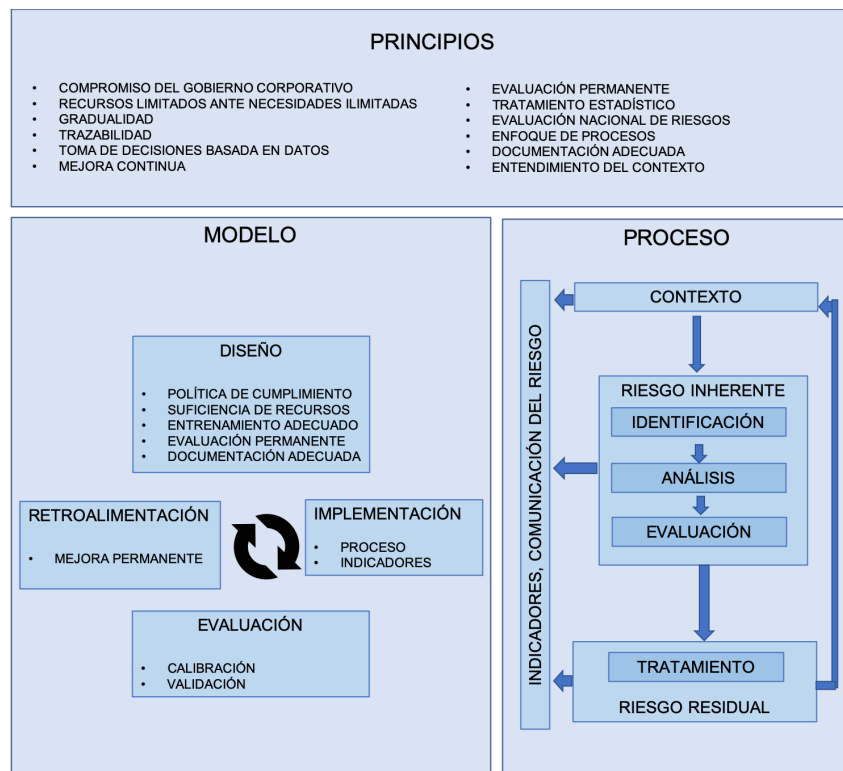 PRINCIPIOS
• COMPROMISO DEL GOBIERNO CORPORATIVO
• RECURSOS LIMITADOS ANTE NECESIDADES ILIMITADAS
• GRADUALIDAD
• TRAZABILIDAD
• TOMA DE DECISIONES BASADA EN DATOS
• MEJORA CONTINUA
• EVALUACIÓN PERMANENTE
• TRATAMIENTO ESTADÍSTICO
• EVALUACIÓN NACIONAL DE RIESGOS
• ENFOQUE DE PROCESOS
• DOCUMENTACIÓN ADECUADA
• ENTENDIMIENTO DEL CONTEXTO
MODELO
DISEÑO
• POLÍTICA DE CUMPLIMIENTO
• SUFICIENCIA DE RECURSOS
• ENTRENAMIENTO ADECUADO
• EVALUACIÓN PERMANENTE
• DOCUMENTACIÓN ADECUADA
RETROALIMENTACIÓN
• MEJORA PERMANENTE
IMPLEMENTACIÓN
• PROCESO
• INDICADORES
EVALUACIÓN
• CALIBRACIÓN
• VALIDACIÓN
PROCESO
INDICADORES, COMUNICACIÓN DEL RIESGO
CONTEXTO
RIESGO INHERENTE
IDENTIFICACIÓN
ANÁLISIS
EVALUACIÓN
TRATAMIENTO
RIESGO RESIDUAL